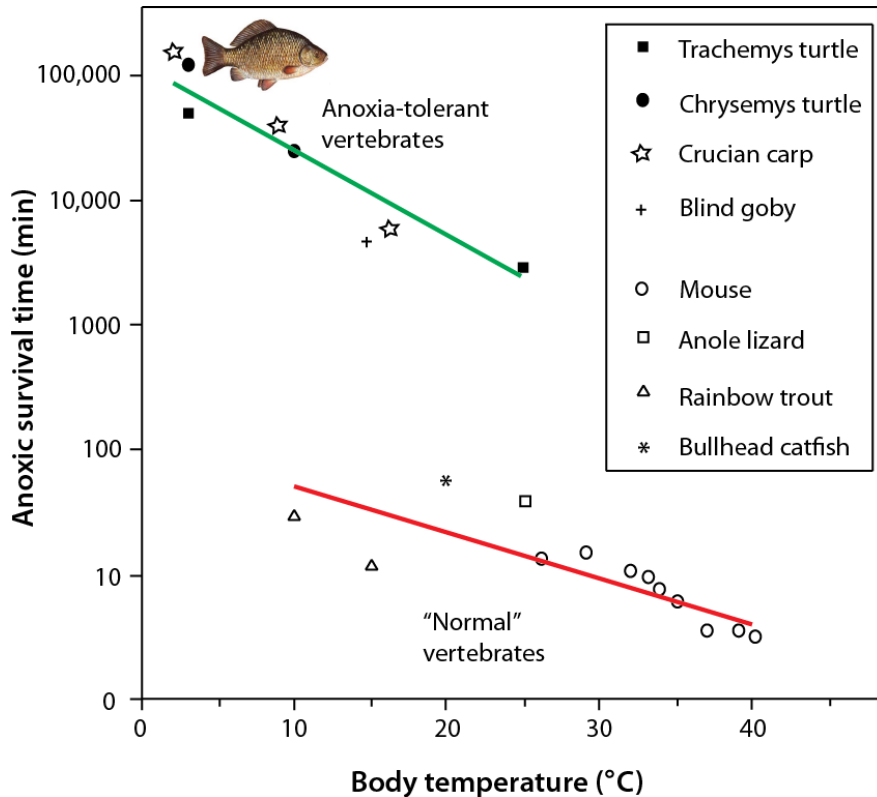 100,000
10,000
1000
100
10
0
Anoxic survival time (min)
Anoxia-tolerant
vertebrates
"Normal"
vertebrates
Trachemys turtle
Chrysemys turtle
Crucian carp
Blind goby
Mouse
Anole lizard
Rainbow trout
Bullhead catfish
0 10 20 30 40
Body temperature (°C)